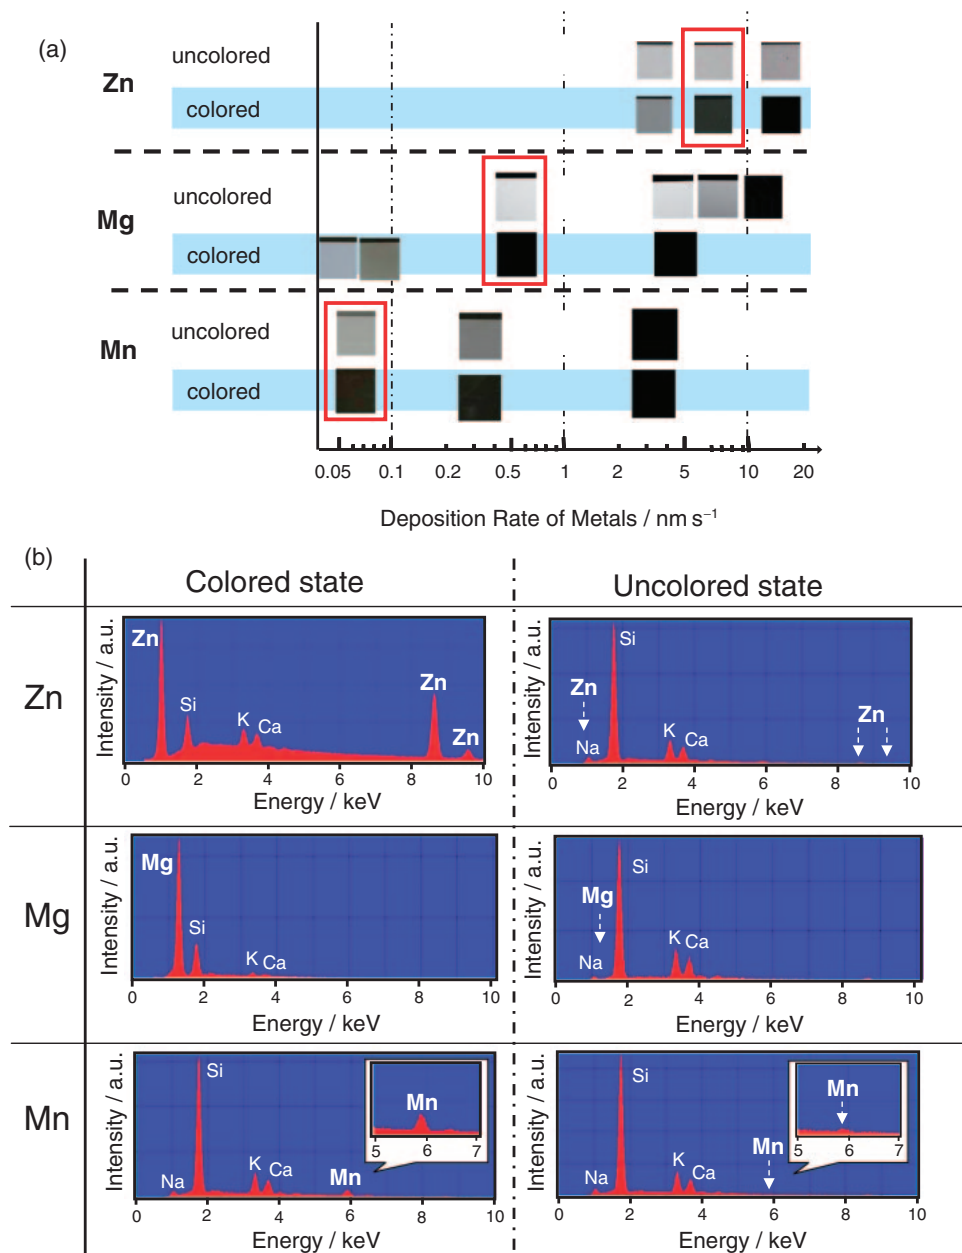 (a)
uncolored
Zn
colored
uncolored
Mg
colored
uncolored
Mn
colored
0.05 0.1 0.2 0.5 1 2 5 10 20
Deposition Rate of Metals / nm s⁻¹
(b)
Colored state Uncolored state
Zn
Intensity / a.u.
Zn Si K Ca Zn Zn
0 2 4 6 8 10
Energy / keV
Intensity / a.u.
Zn Na Si K Ca Zn
0 2 4 6 8 10
Energy / keV
Mg
Intensity / a.u.
Mg Si K Ca
0 2 4 6 8 10
Energy / keV
Intensity / a.u.
Mg Na Si K Ca
0 2 4 6 8 10
Energy / keV
Mn
Intensity / a.u.
Na Si K Ca Mn
Mn
5 6 7
0 2 4 6 8 10
Energy / keV
Intensity / a.u.
Na Si K Ca Mn
Mn
5 6 7
0 2 4 6 8 10
Energy / keV